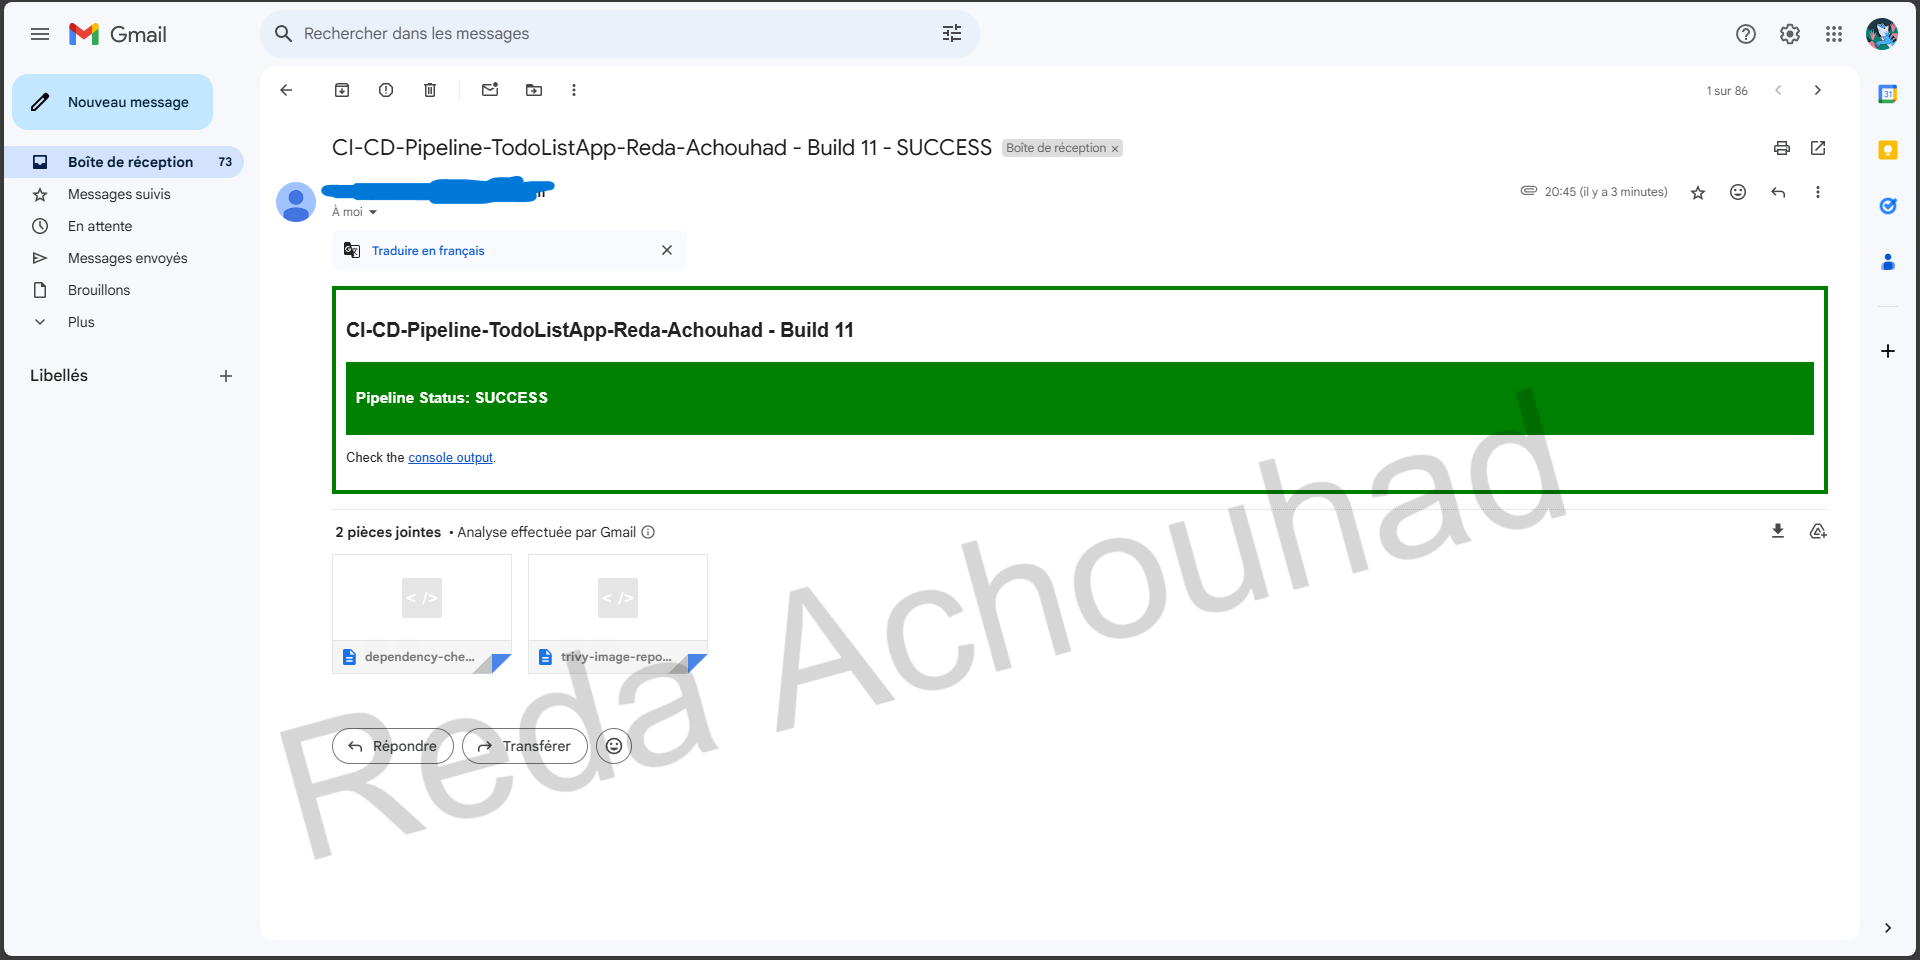 Gmail
Rechercher dans les messages
Nouveau message
Boîte de réception 73
Messages suivis
En attente
Messages envoyés
Brouillons
Plus
Libellés
1 sur 86
CI-CD-Pipeline-TodoListApp-Reda-Achouhad - Build 11 - SUCCESS
Boîte de réception ×
20:45 (il y a 3 minutes)
À moi
Traduire en français
CI-CD-Pipeline-TodoListApp-Reda-Achouhad - Build 11
Pipeline Status: SUCCESS
Check the console output.
2 pièces jointes • Analyse effectuée par Gmail
< />
< />
dependency-che...
trivy-image-repo...
Répondre
Transférer
Reda Achouhad
31